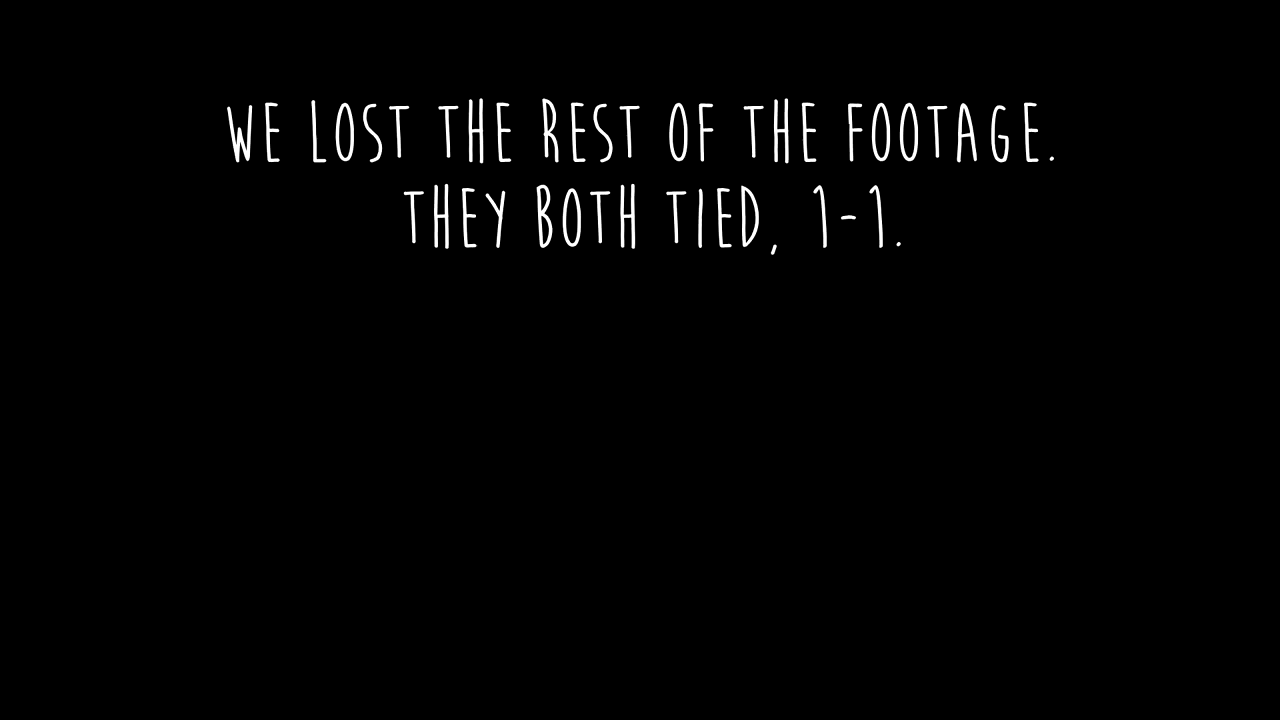 WE LOST THE REST OF THE FOOTAGE.
THEY BOTH TIED, 1-1.